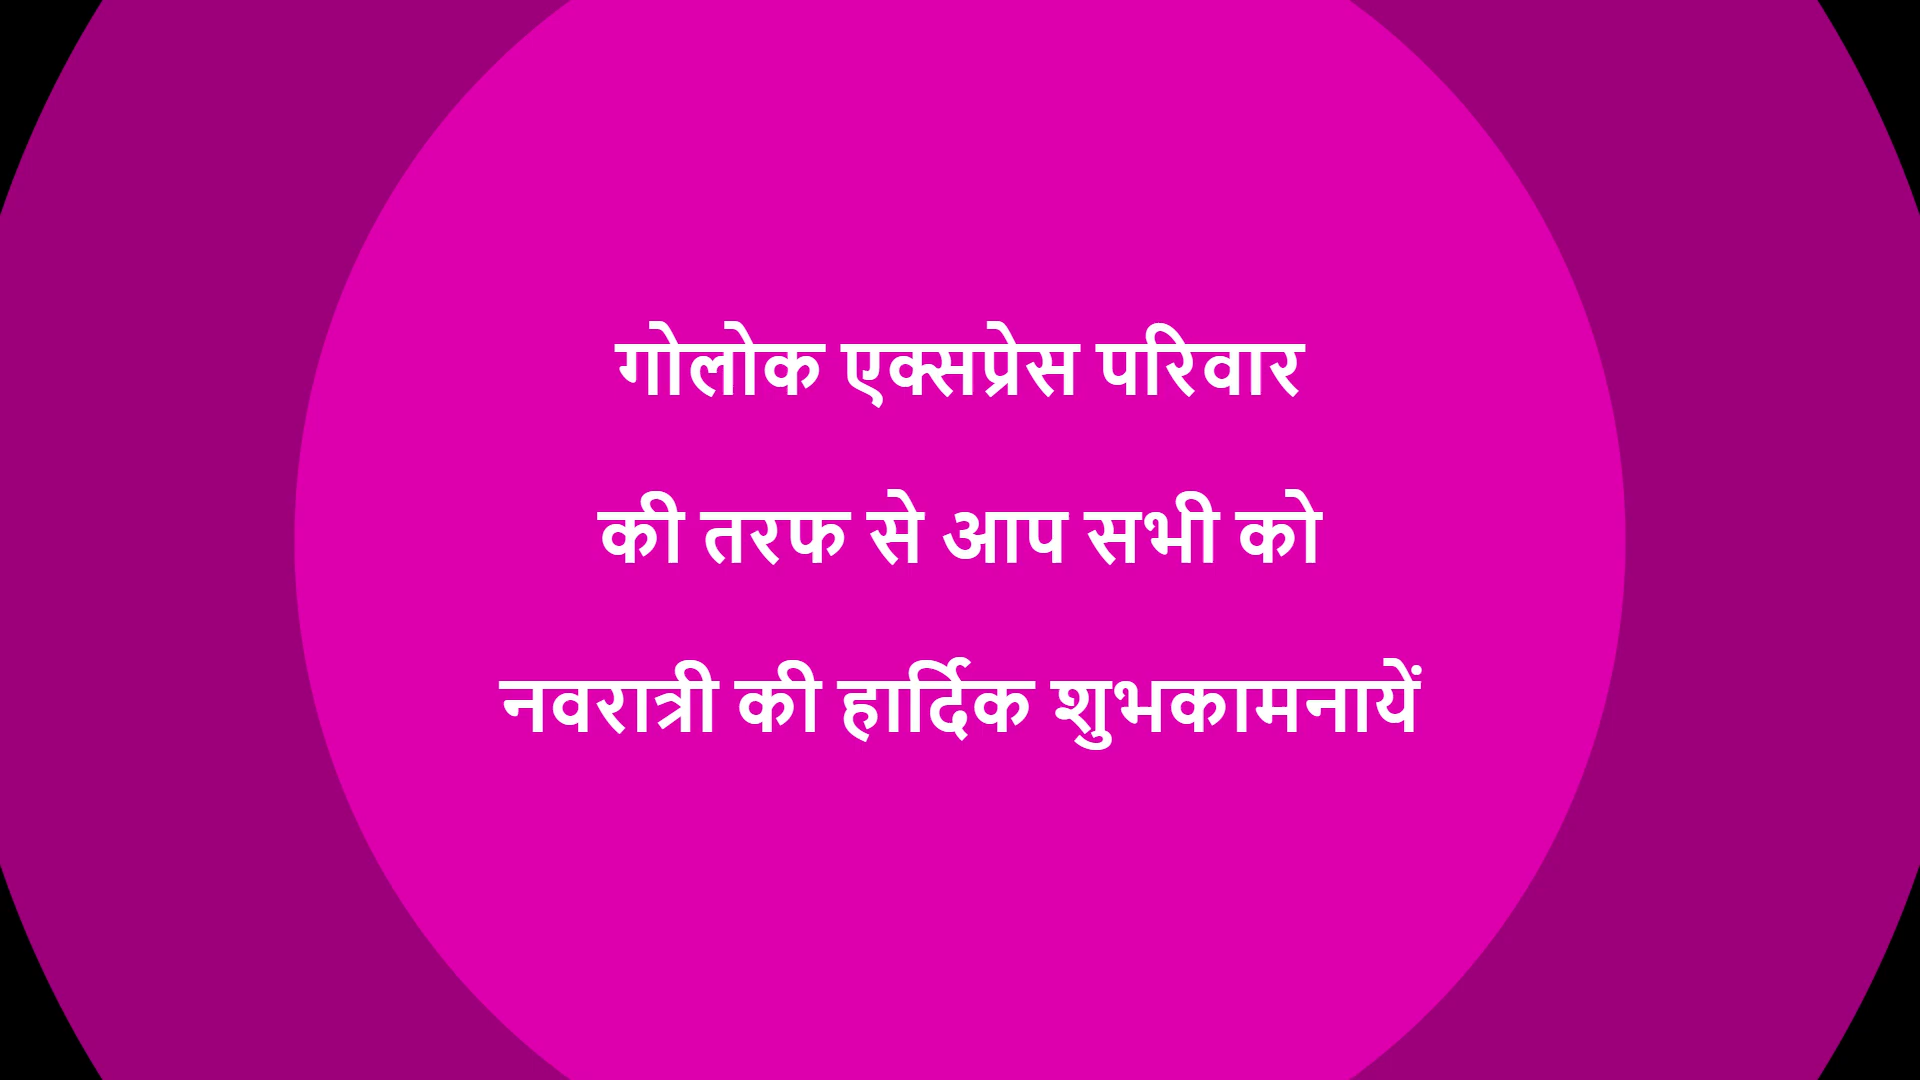 गोलोक एक्सप्रेस परिवार
की तरफ से आप सभी को
नवरात्री की हार्दिक शुभकामनायें